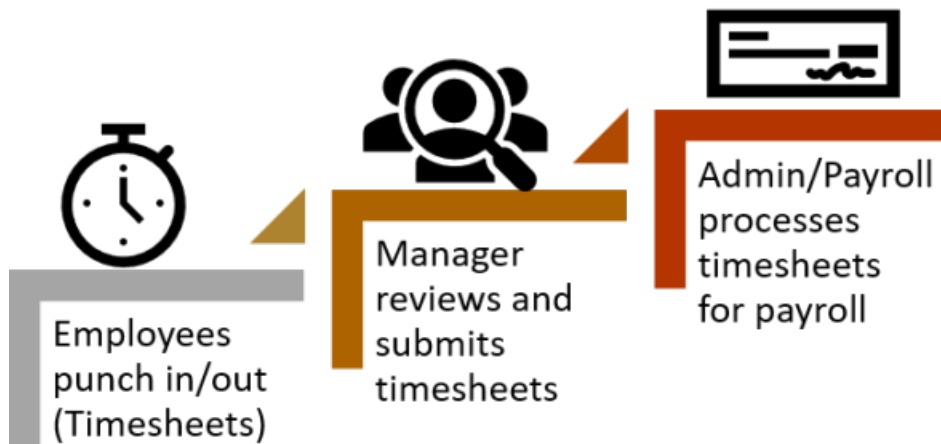 Employees
punch in/out
(Timesheets)
Manager
reviews and
submits
timesheets
Admin/Payroll
processes
timesheets
for payroll